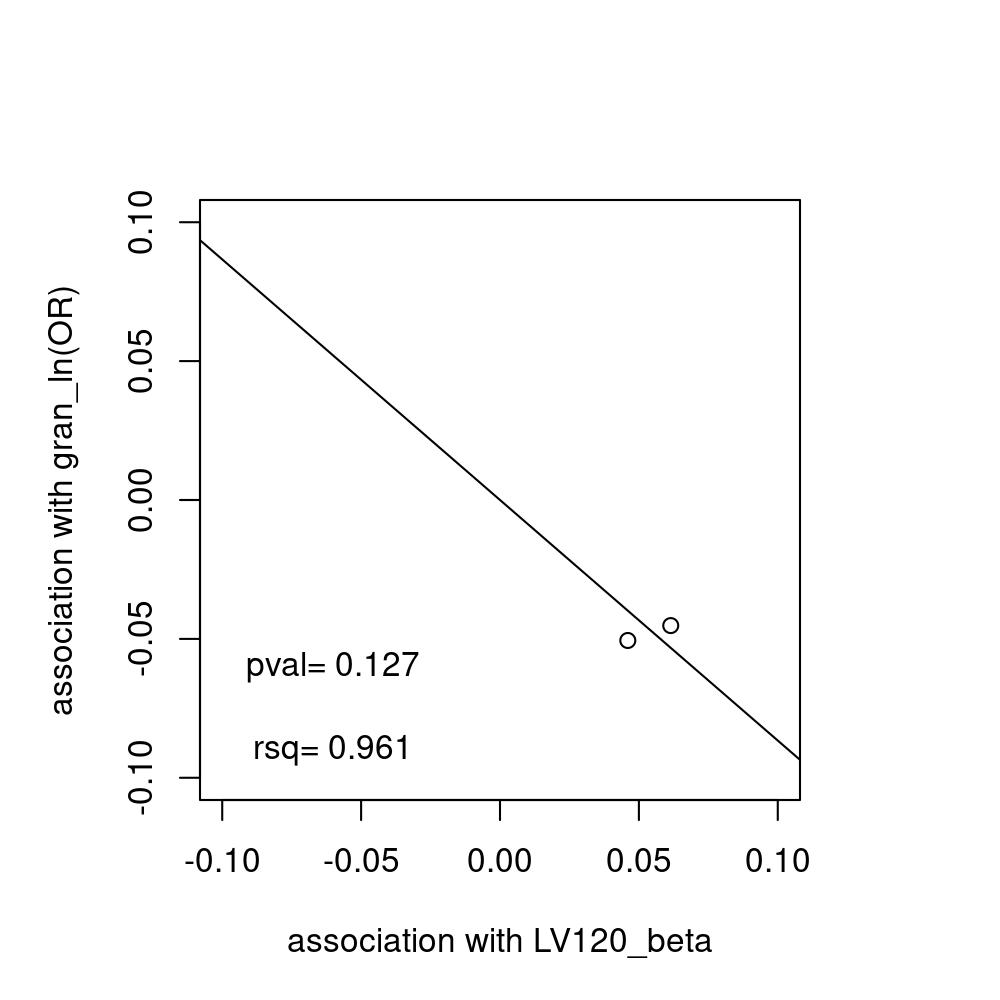 association with gran_ln(OR)
0.10
0.05
0.00
-0.05
-0.10
pval= 0.127
rsq= 0.961
-0.10 -0.05 0.00 0.05 0.10
association with LV120_beta